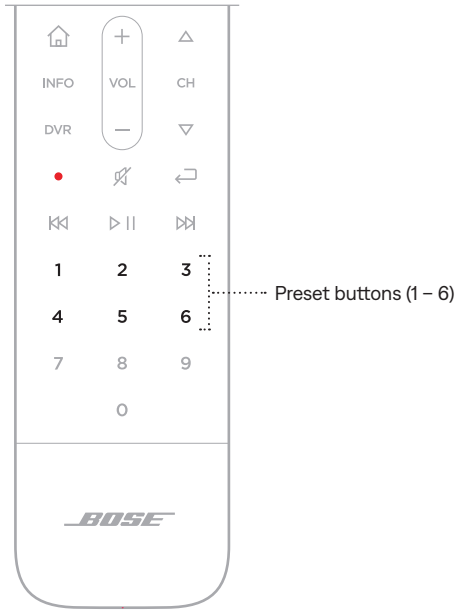 +
INFO VOL CH
DVR −
1 2 3
Preset buttons (1 – 6)
4 5 6
7 8 9
0
BOSE